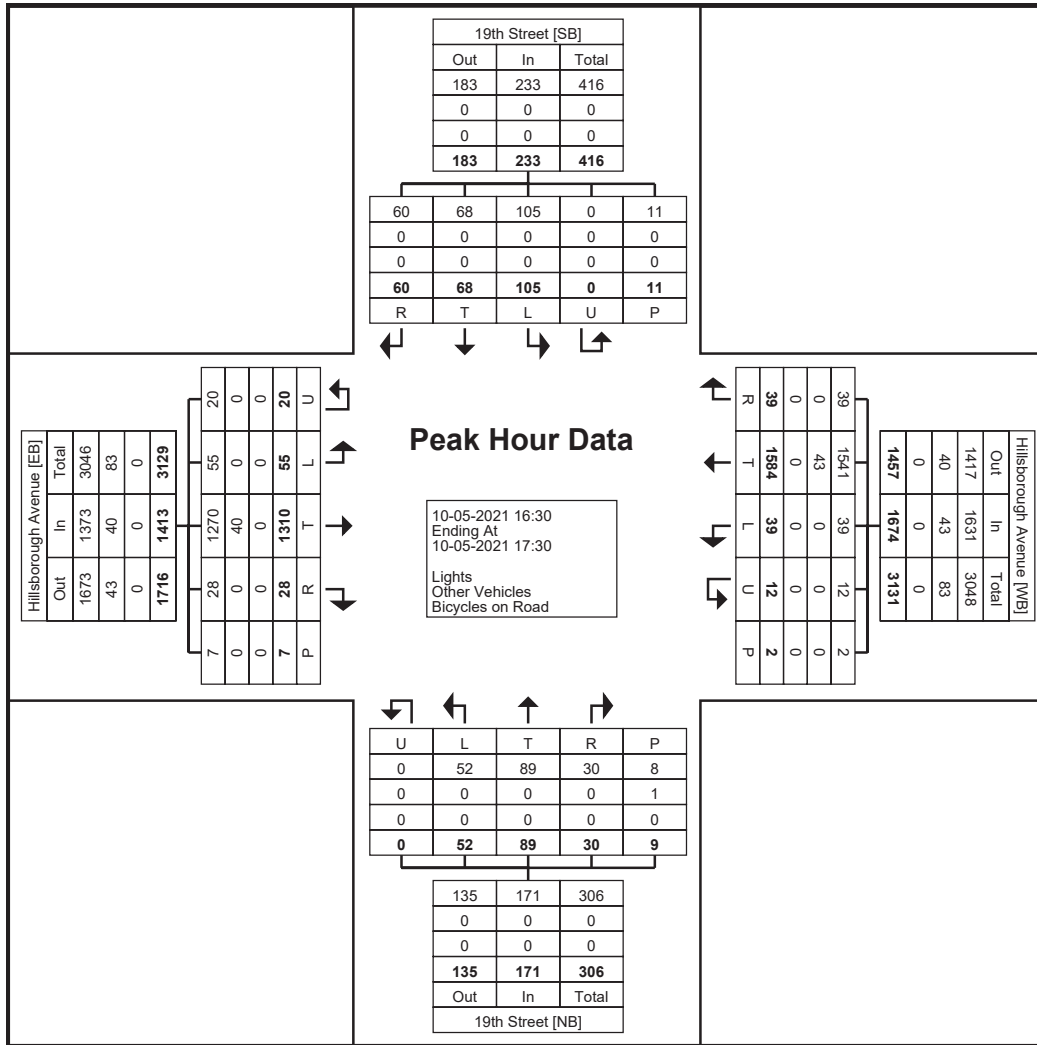 19th Street [SB]
Out In Total
183 233 416
0 0 0
0 0 0
183 233 416
60 68 105 0 11
0 0 0 0 0
0 0 0 0 0
60 68 105 0 11
R T L U P
Hillsborough Avenue [EB]
Total In Out
3046 1373 1673
83 40 43
0 0 0
3129 1413 1716
20 55 1270 28 7
0 0 40 0 0
0 0 0 0 0
20 55 1310 28 7
U L T R P
Peak Hour Data
10-05-2021 16:30
Ending At
10-05-2021 17:30
Lights
Other Vehicles
Bicycles on Road
R T L U P
39 1584 39 12 2
0 0 0 0 0
0 43 0 0 0
39 1541 39 12 2
1457 1674 3131
0 0 0
40 43 83
1417 1631 3048
Out In Total
Hillsborough Avenue [WB]
U L T R P
0 52 89 30 8
0 0 0 0 1
0 0 0 0 0
0 52 89 30 9
135 171 306
0 0 0
0 0 0
135 171 306
Out In Total
19th Street [NB]